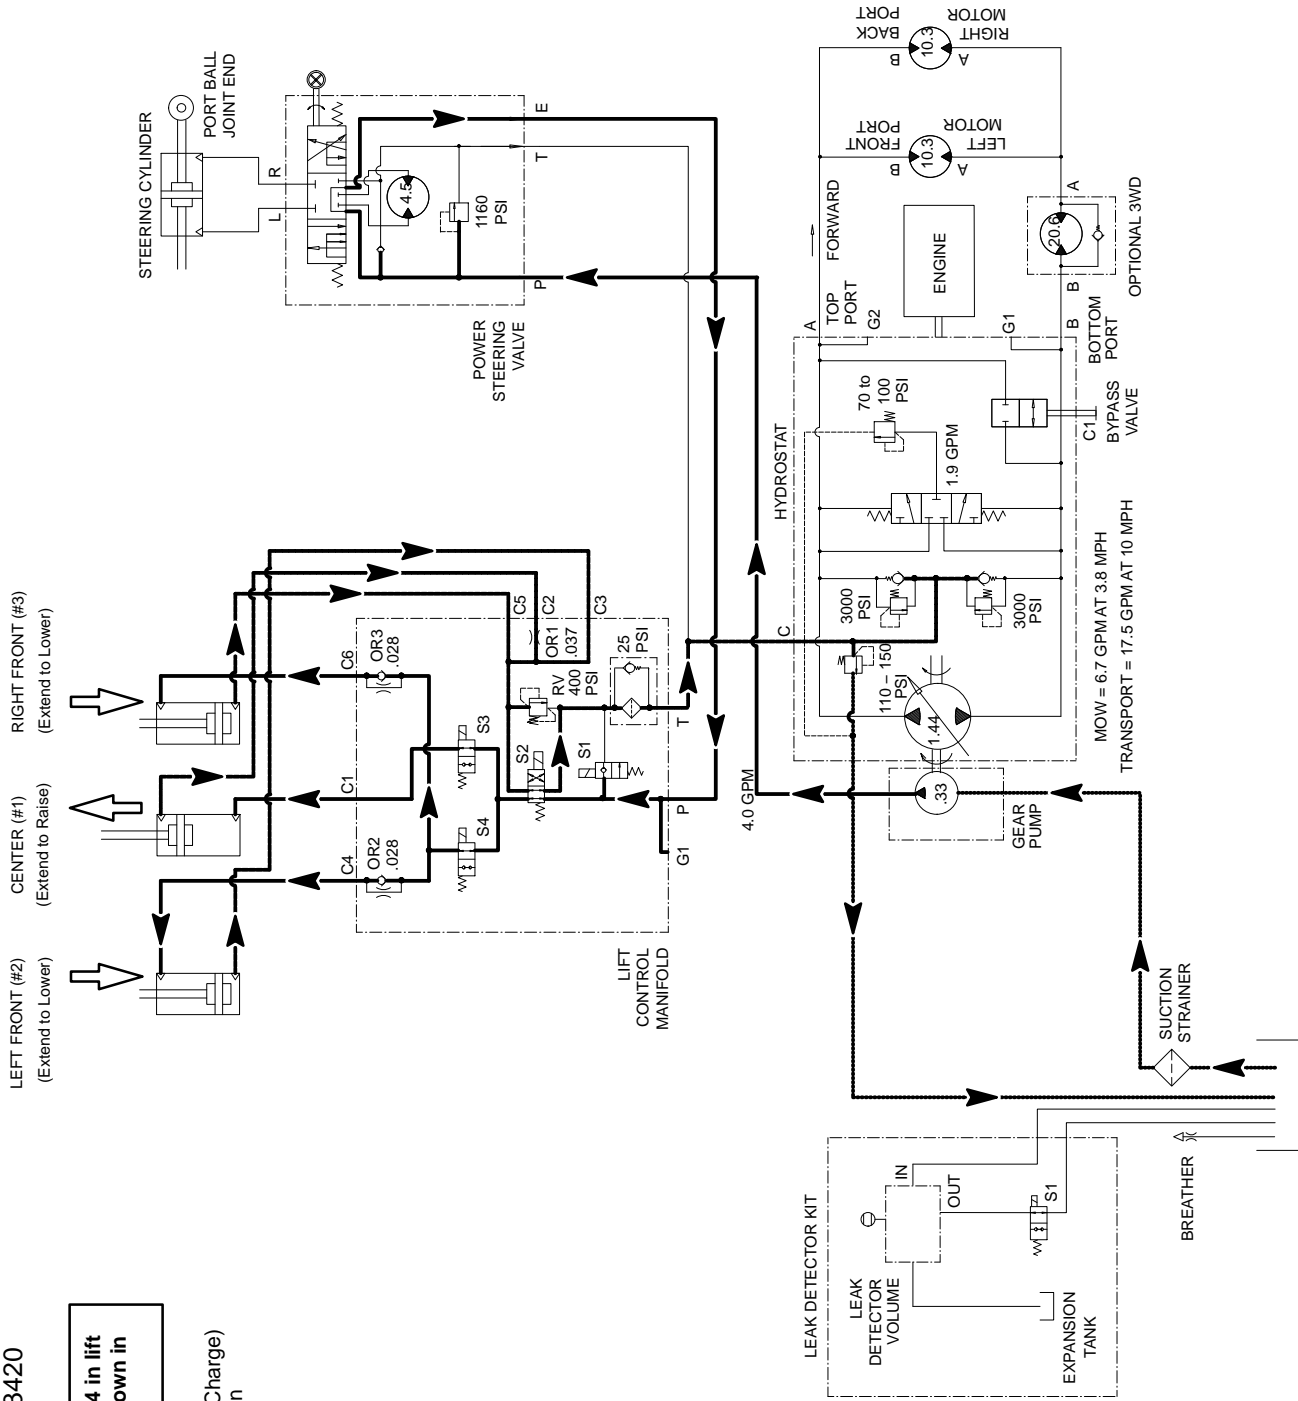 3420
4 in lift
own in
Charge)
n
LEFT FRONT (#2)
(Extend to Lower)
CENTER (#1)
(Extend to Raise)
RIGHT FRONT (#3)
(Extend to Lower)
STEERING CYLINDER
PORT BALL
JOINT END
L
R
4.5
1160
PSI
P
T
E
POWER
STEERING
VALVE
C4
OR2
.028
C1
C6
OR3
.028
S4
S3
S2
S1
RV
400
PSI
OR1
.037
25
PSI
C5
C2
C3
G1
P
T
LIFT
CONTROL
MANIFOLD
4.0 GPM
HYDROSTAT
C
110 – 150
PSI
1.44
.33
GEAR
PUMP
3000
PSI
3000
PSI
70 to
100
PSI
1.9 GPM
C1
BYPASS
VALVE
A
TOP
PORT
G2
G1
B
BOTTOM
PORT
FORWARD
ENGINE
20.6
B
A
OPTIONAL 3WD
FRONT
PORT
B
10.3
A
LEFT
MOTOR
BACK
PORT
B
10.3
A
RIGHT
MOTOR
MOW = 6.7 GPM AT 3.8 MPH
TRANSPORT = 17.5 GPM AT 10 MPH
SUCTION
STRAINER
BREATHER
LEAK DETECTOR KIT
LEAK
DETECTOR
VOLUME
IN
OUT
S1
EXPANSION
TANK